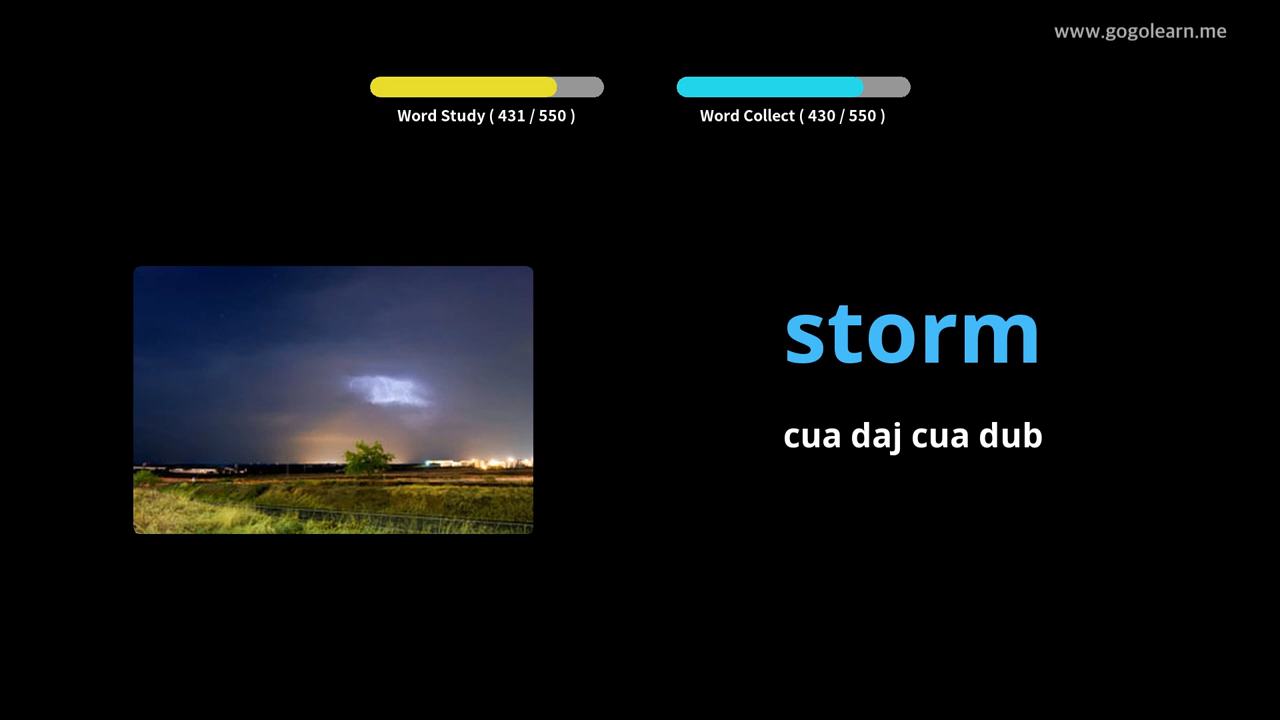 www.gogolearn.me
Word Study ( 431 / 550 )
Word Collect ( 430 / 550 )
storm
cua daj cua dub